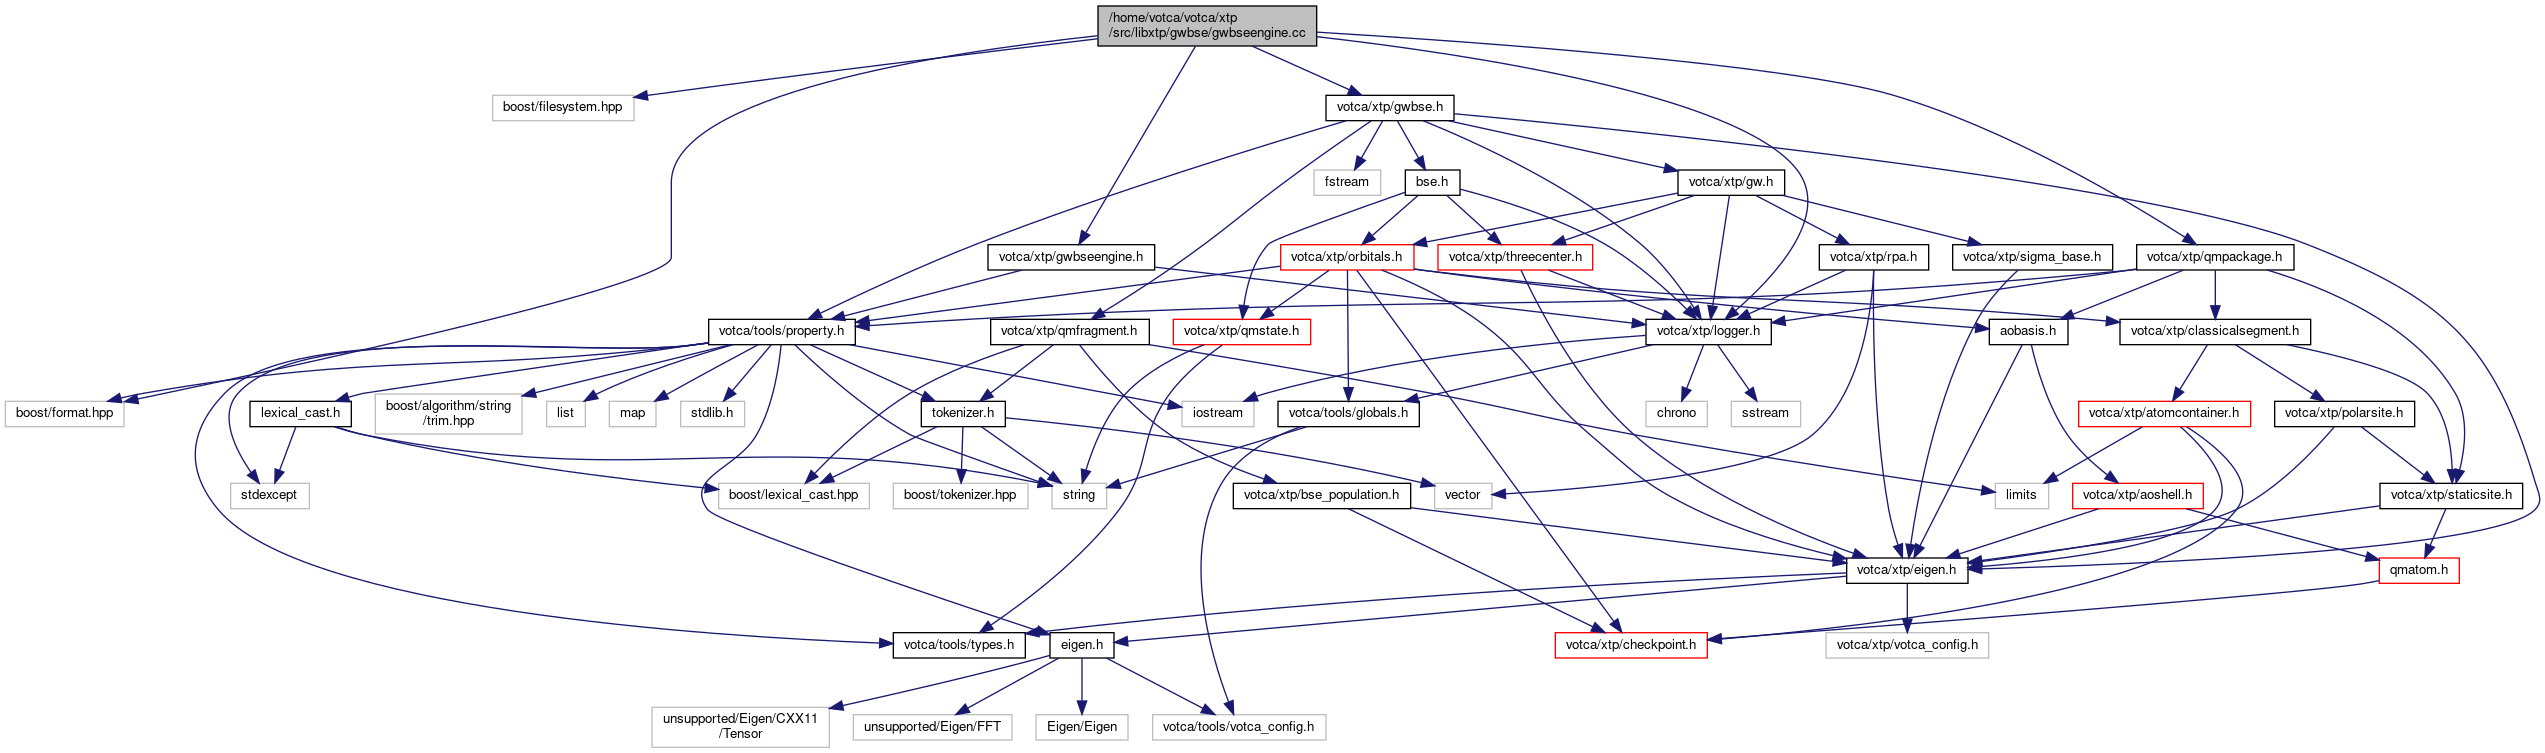 /home/votca/votca/xtp
/src/libxtp/gwbse/gwbseengine.cc
boost/filesystem.hpp
votca/xtp/gwbse.h
fstream
bse.h
votca/xtp/gw.h
votca/xtp/gwbseengine.h
votca/xtp/orbitals.h
votca/xtp/threecenter.h
votca/xtp/rpa.h
votca/xtp/sigma_base.h
votca/xtp/qmpackage.h
votca/tools/property.h
votca/xtp/qmfragment.h
votca/xtp/qmstate.h
votca/xtp/logger.h
aobasis.h
votca/xtp/classicalsegment.h
boost/format.hpp
lexical_cast.h
boost/algorithm/string
/trim.hpp
list
map
stdlib.h
tokenizer.h
iostream
votca/tools/globals.h
chrono
sstream
votca/xtp/atomcontainer.h
votca/xtp/polarsite.h
stdexcept
boost/lexical_cast.hpp
boost/tokenizer.hpp
string
votca/xtp/bse_population.h
vector
limits
votca/xtp/aoshell.h
votca/xtp/staticsite.h
votca/xtp/eigen.h
qmatom.h
votca/tools/types.h
eigen.h
votca/xtp/checkpoint.h
votca/xtp/votca_config.h
unsupported/Eigen/CXX11
/Tensor
unsupported/Eigen/FFT
Eigen/Eigen
votca/tools/votca_config.h